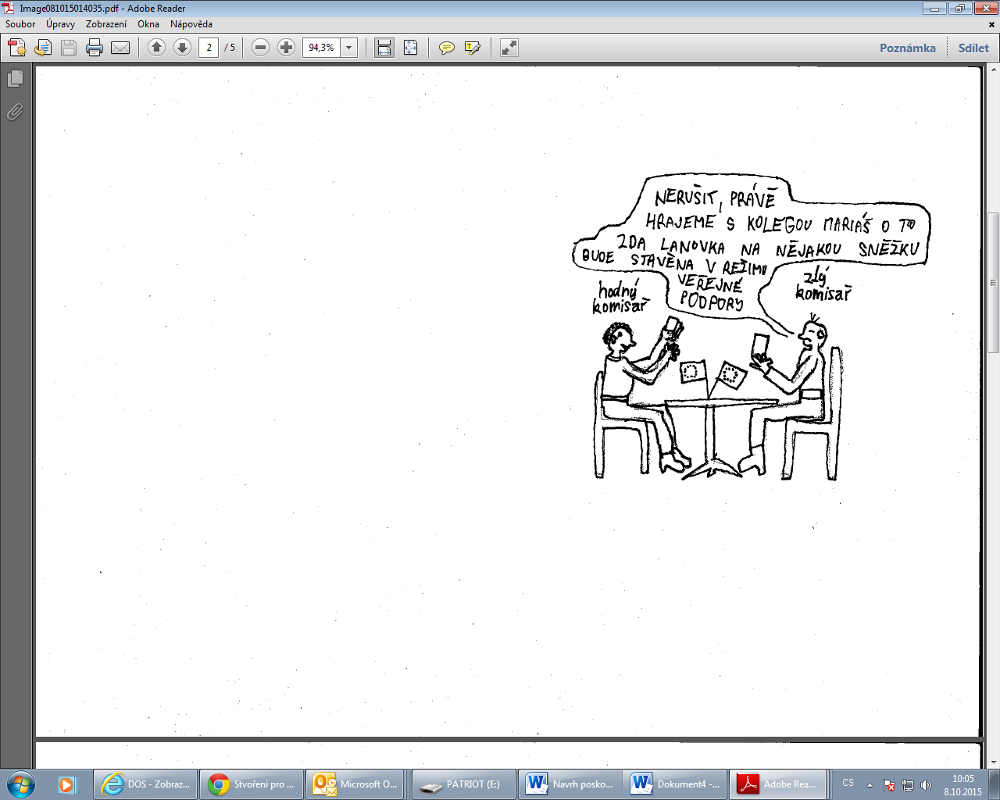 Image081015014035.pdf - Adobe Reader
Soubor Úpravy Zobrazení Okna Nápověda
2 / 5 94,3% Poznámka Sdílet
NERUŠIT, PRÁVĚ
HRAJEME S KOLEGOU MARIÁŠ O TO
ZDA LANOVKA NA NĚJAKOU SNĚŽKU
BUDE STAVĚNA V REŽIMU
VEŘEJNÉ
PODPORY
hodný
komisař
zlý
komisař
DOS - Zobraz... Stvoření pro ... Microsoft O... PATRIOT (E:) Navrh posko... Dokument4 -... Adobe Rea... CS 10:05
8.10.2015